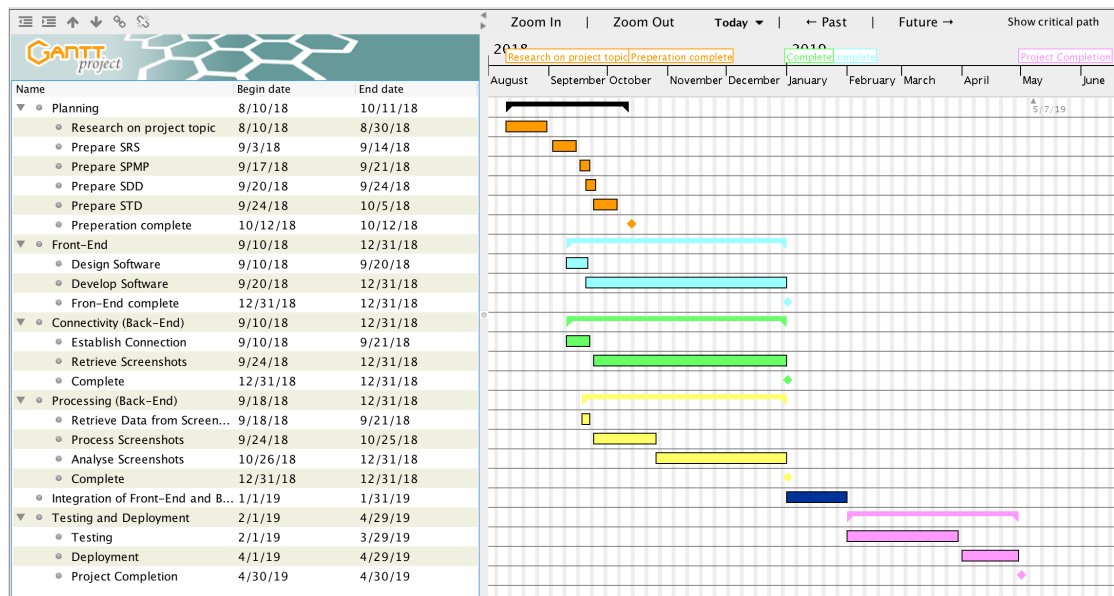 Zoom In | Zoom Out Today ▼ | ← Past | Future → Show critical path
GANTT project
2018 2019
Research on project topic Preperation complete Complete complete Project Completion
Name Begin date End date August September October November December January February March April May June
Planning 8/10/18 10/11/18 5/7/19
Research on project topic 8/10/18 8/30/18
Prepare SRS 9/3/18 9/14/18
Prepare SPMP 9/17/18 9/21/18
Prepare SDD 9/20/18 9/24/18
Prepare STD 9/24/18 10/5/18
Preperation complete 10/12/18 10/12/18
Front-End 9/10/18 12/31/18
Design Software 9/10/18 9/20/18
Develop Software 9/20/18 12/31/18
Fron-End complete 12/31/18 12/31/18
Connectivity (Back-End) 9/10/18 12/31/18
Establish Connection 9/10/18 9/21/18
Retrieve Screenshots 9/24/18 12/31/18
Complete 12/31/18 12/31/18
Processing (Back-End) 9/18/18 12/31/18
Retrieve Data from Screen... 9/18/18 9/21/18
Process Screenshots 9/24/18 10/25/18
Analyse Screenshots 10/26/18 12/31/18
Complete 12/31/18 12/31/18
Integration of Front-End and B... 1/1/19 1/31/19
Testing and Deployment 2/1/19 4/29/19
Testing 2/1/19 3/29/19
Deployment 4/1/19 4/29/19
Project Completion 4/30/19 4/30/19